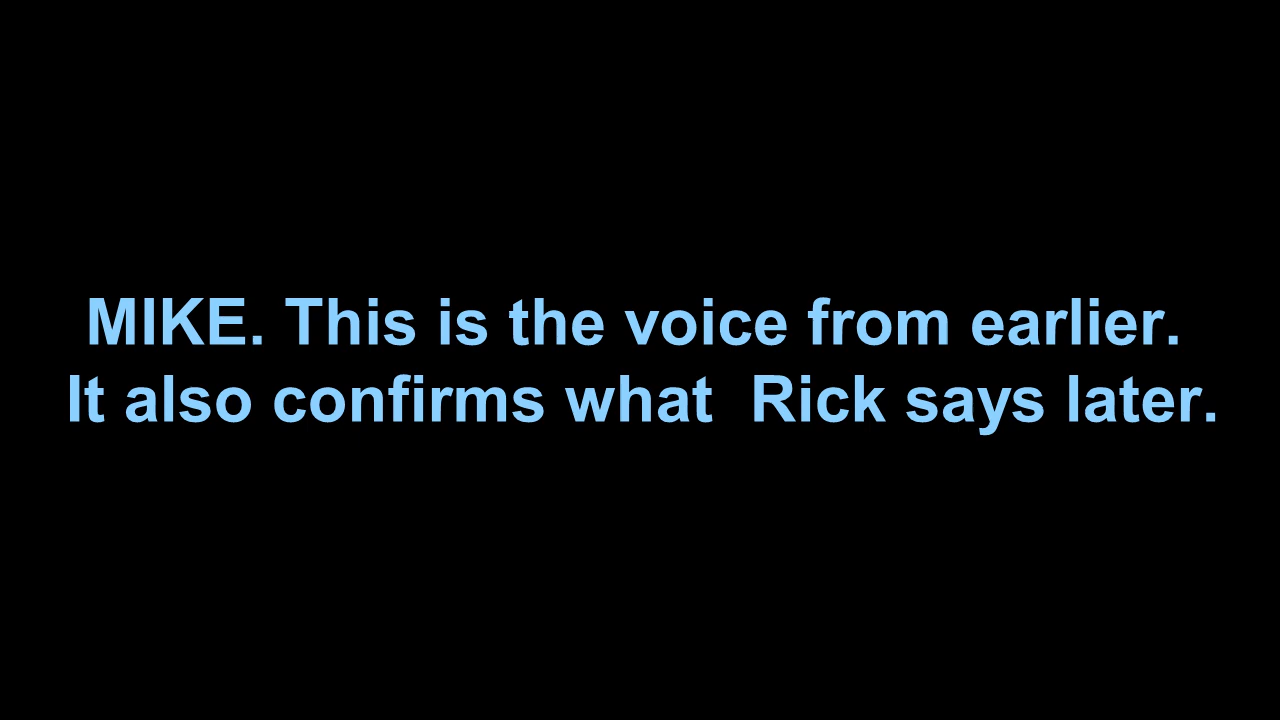 MIKE. This is the voice from earlier.
It also confirms what  Rick says later.